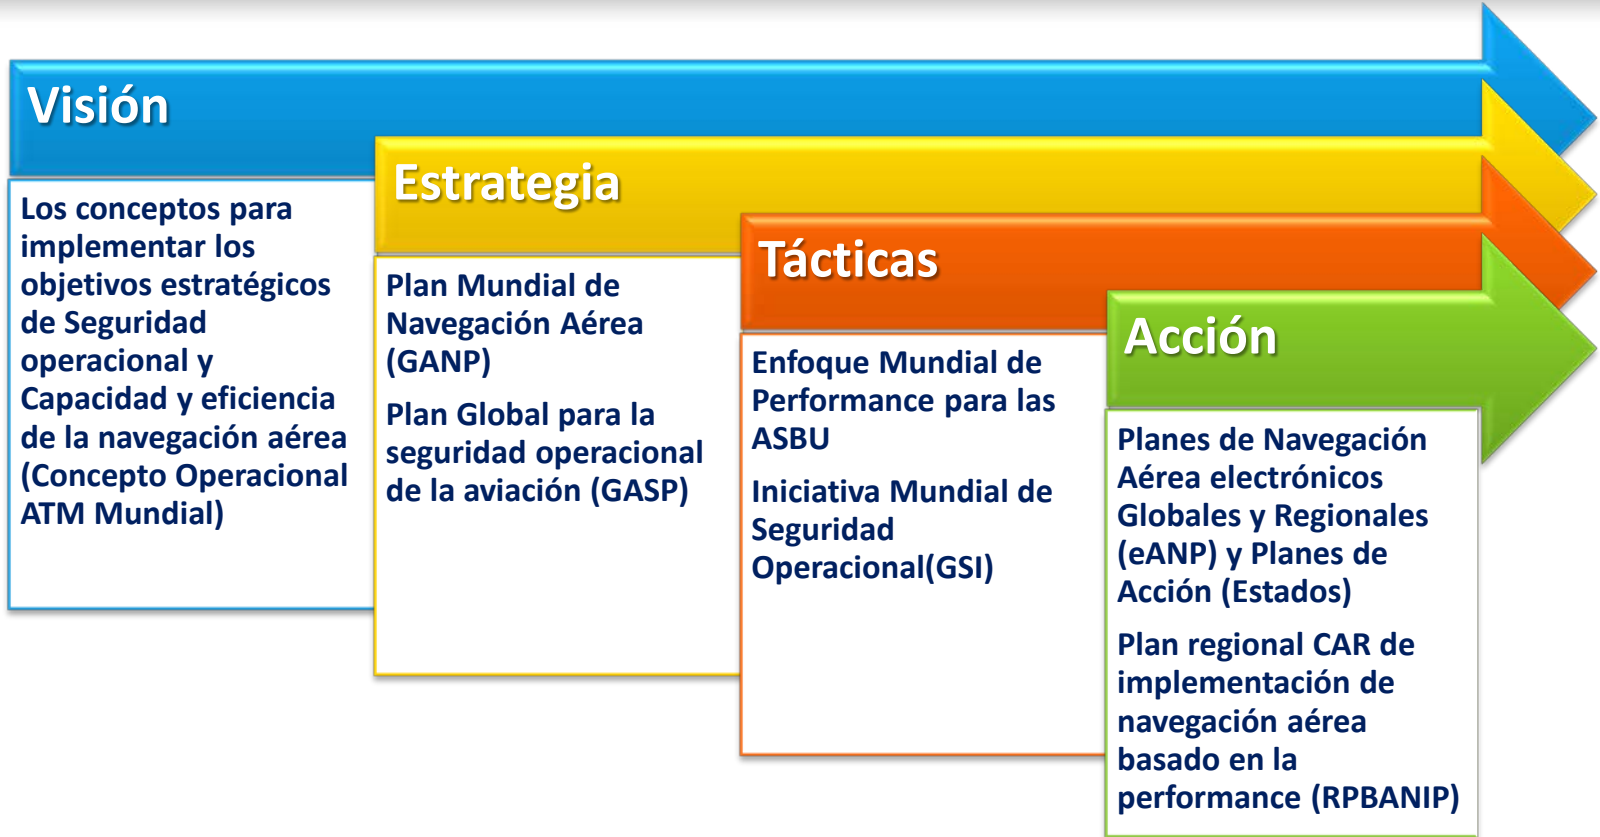 Visión
Los conceptos para
implementar los
objetivos estratégicos
de Seguridad
operacional y
Capacidad y eficiencia
de la navegación aérea
(Concepto Operacional
ATM Mundial)
Estrategia
Plan Mundial de
Navegación Aérea
(GANP)
Plan Global para la
seguridad operacional
de la aviación (GASP)
Tácticas
Enfoque Mundial de
Performance para las
ASBU
Iniciativa Mundial de
Seguridad
Operacional(GSI)
Acción
Planes de Navegación
Aérea electrónicos
Globales y Regionales
(eANP) y Planes de
Acción (Estados)
Plan regional CAR de
implementación de
navegación aérea
basado en la
performance (RPBANIP)